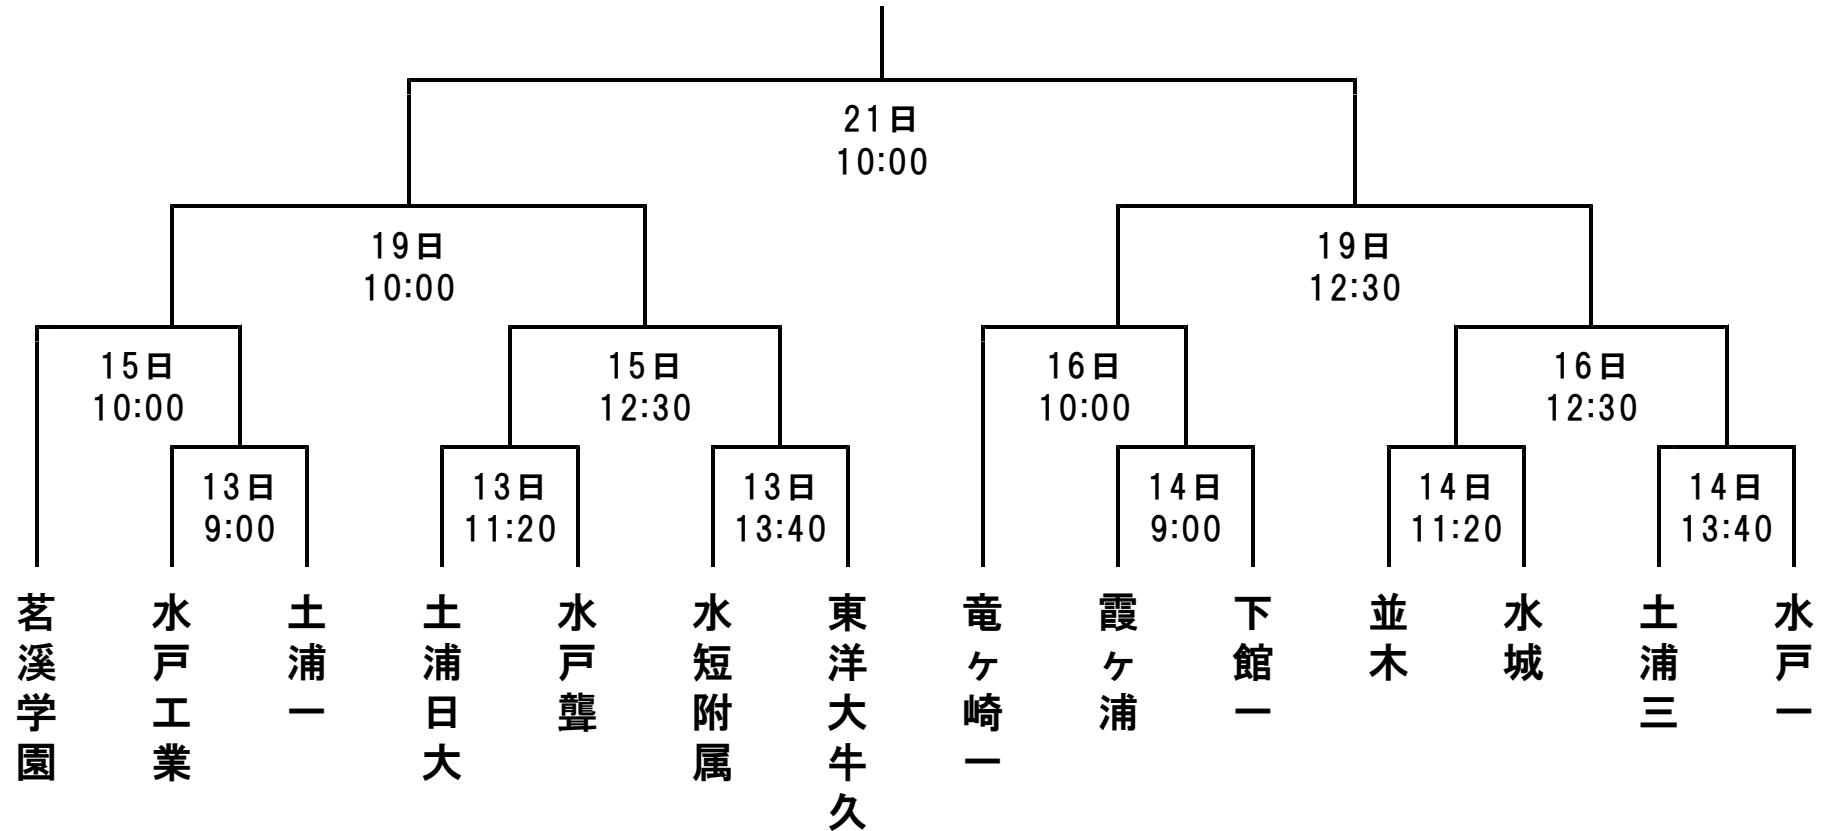 21日
10:00
19日
10:00
19日
12:30
15日
10:00
15日
12:30
16日
10:00
16日
12:30
13日
9:00
13日
11:20
13日
13:40
14日
9:00
14日
11:20
14日
13:40
茗溪学園
水戸工業
土浦一
土浦日大
水戸聾
水短附属
東洋大牛久
竜ヶ崎一
霞ヶ浦
下館一
並木
水城
土浦三
水戸一